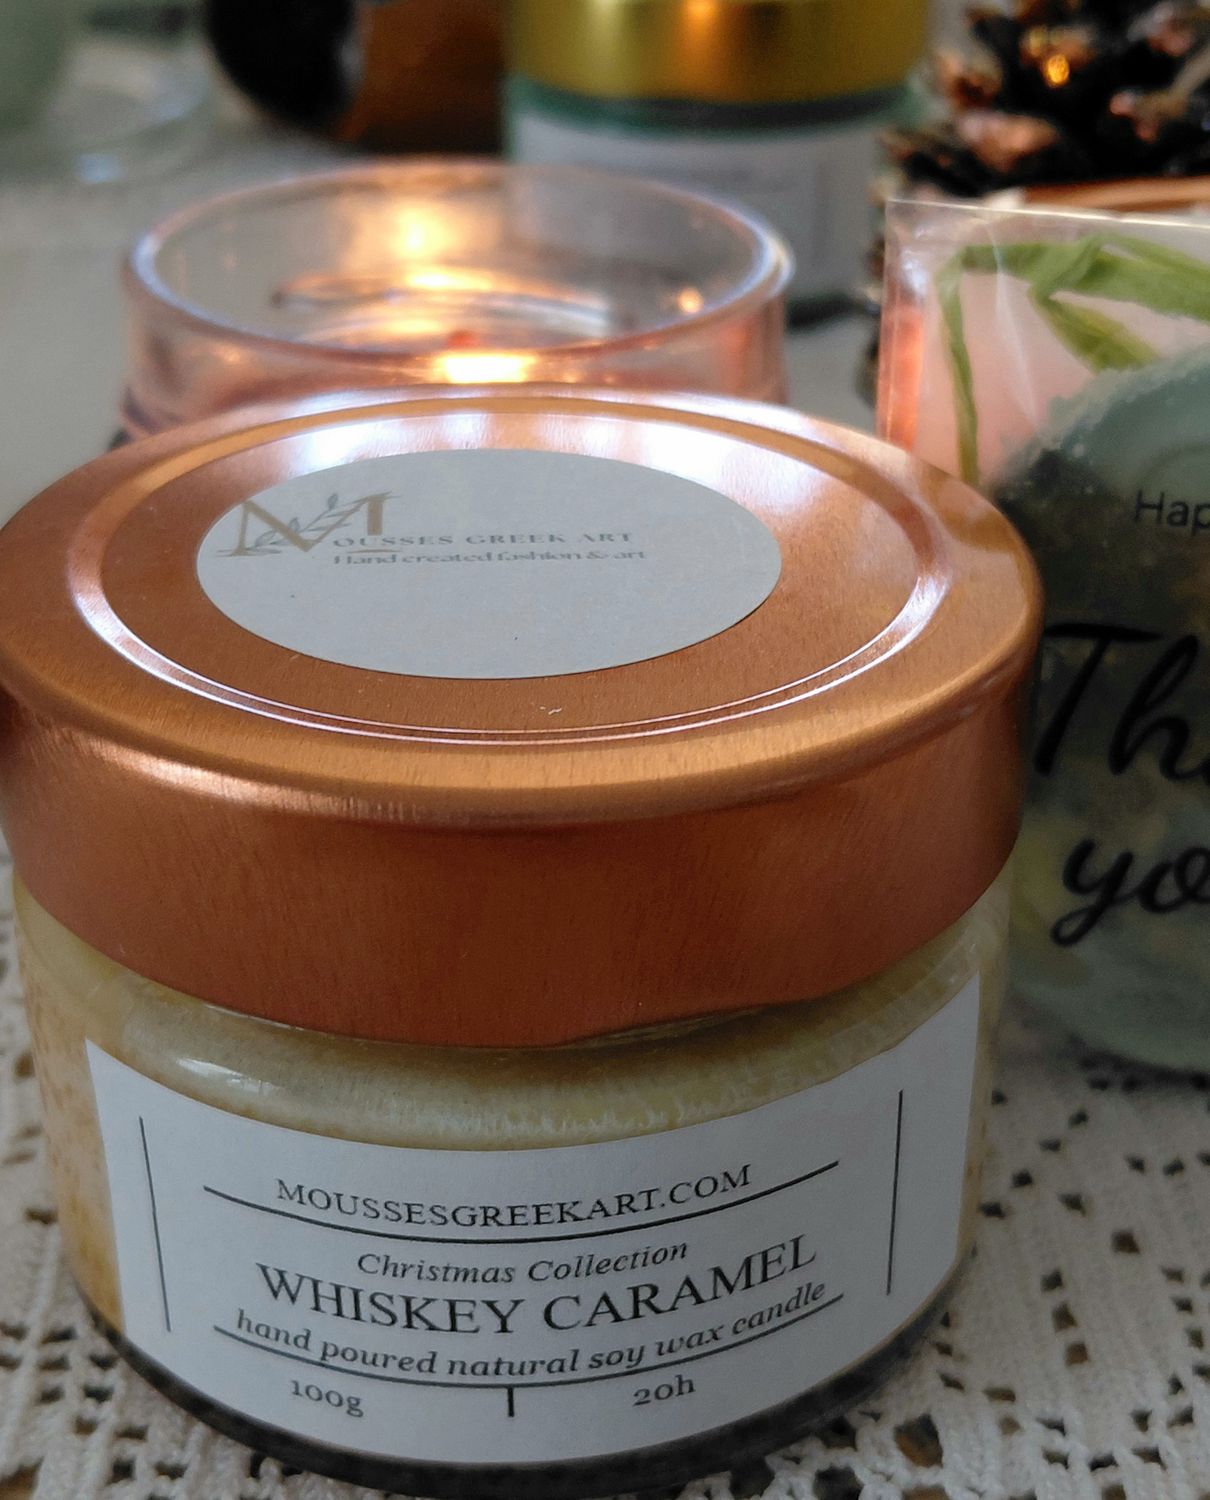 MOUSSES GREEK ART
Hand created fashion & art
Hap
Tha
yo
MOUSSESGREEKART.COM
Christmas Collection
WHISKEY CARAMEL
hand poured natural soy wax candle
100g
20h